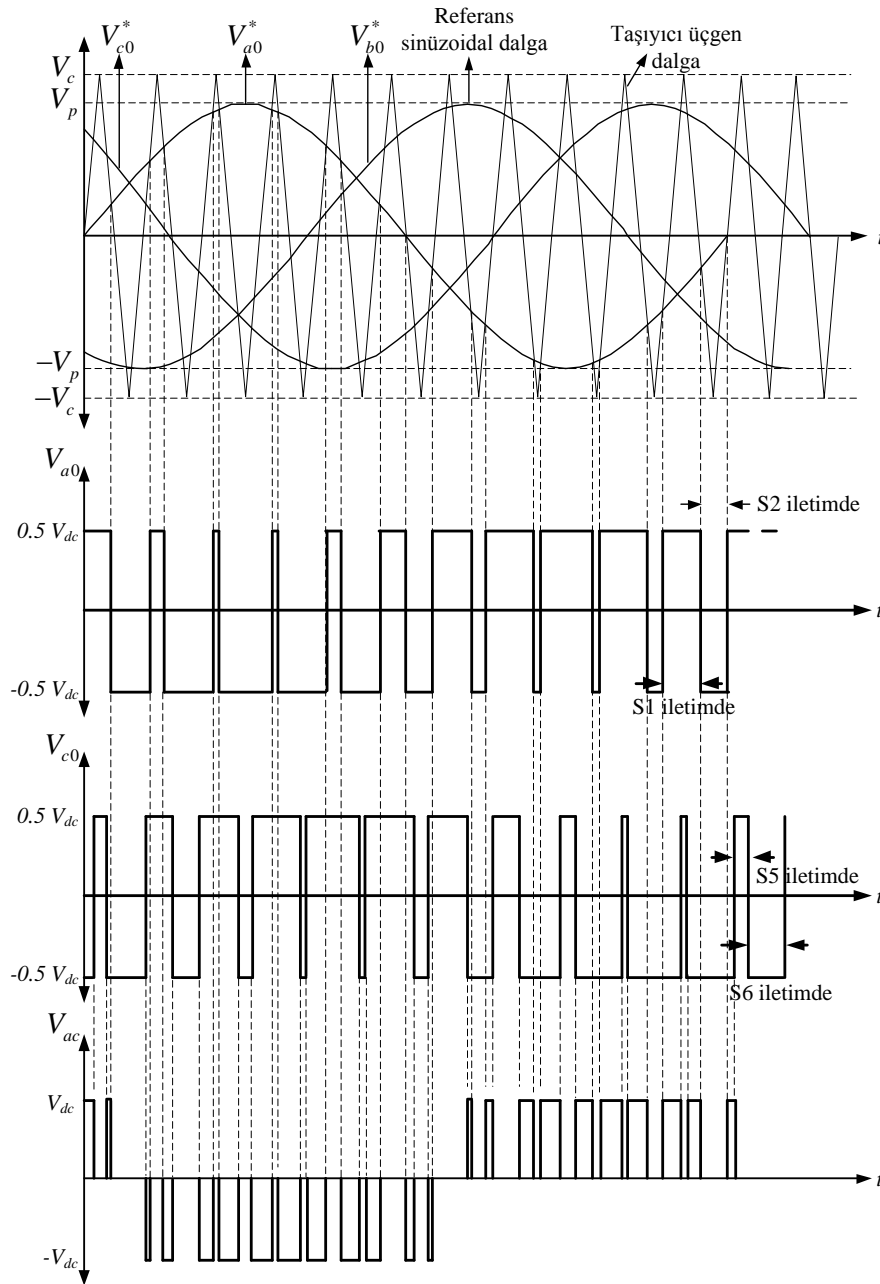 V*c0 V*a0 V*b0
Referans
sinüzoidal dalga
Taşıyıcı üçgen
dalga
Vc
Vp
t
−Vp
−Vc
Va0
0.5 Vdc
S2 iletimde
t
-0.5 Vdc
S1 iletimde
Vc0
0.5 Vdc
S5 iletimde
t
-0.5 Vdc
S6 iletimde
Vac
Vdc
t
-Vdc